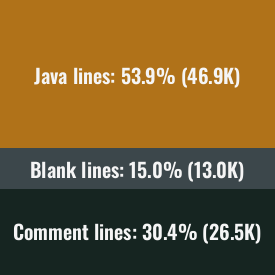 Java lines: 53.9% (46.9K)
Blank lines: 15.0% (13.0K)
Comment lines: 30.4% (26.5K)